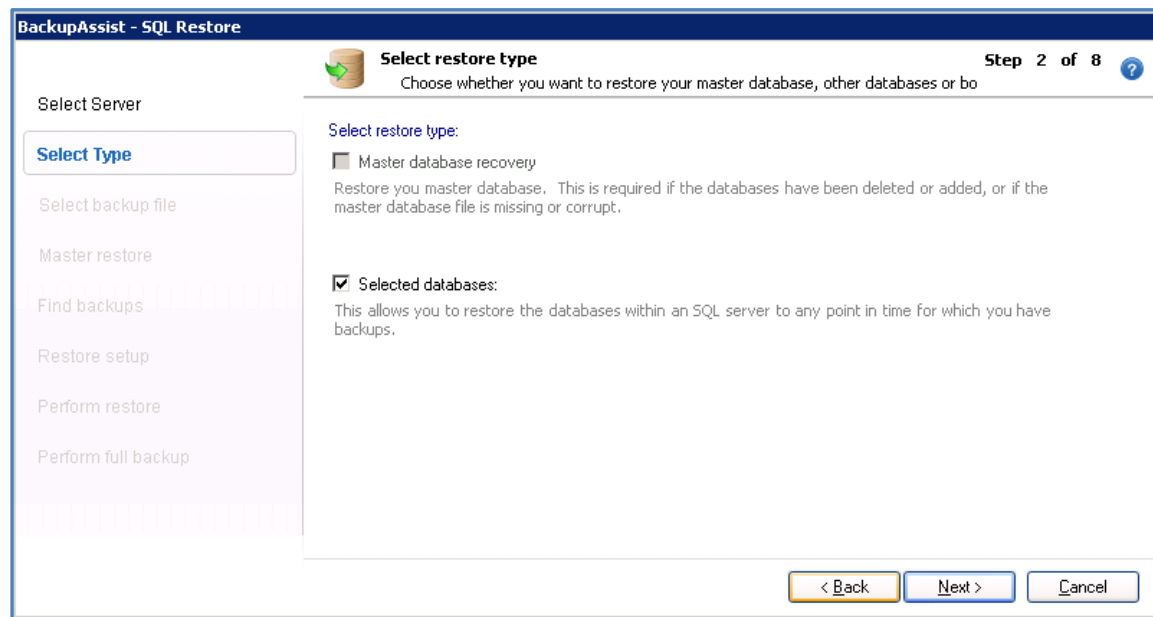 BackupAssist - SQL Restore
Select restore type
Step 2 of 8
?
Choose whether you want to restore your master database, other databases or bo
Select Server
Select Type
Select backup file
Master restore
Find backups
Restore setup
Perform restore
Perform full backup
Select restore type:
Master database recovery
Restore you master database. This is required if the databases have been deleted or added, or if the
master database file is missing or corrupt.
Selected databases:
This allows you to restore the databases within an SQL server to any point in time for which you have
backups.
< Back
Next >
Cancel